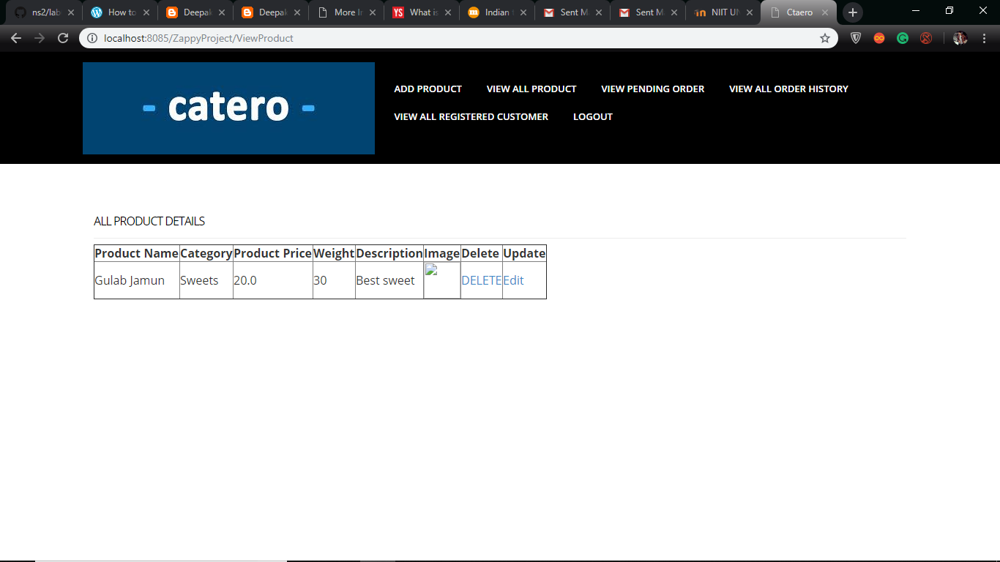 ns2/lab How to Deepak Deepak More In What is Indian Sent M Sent M NIIT UN Ctaero
localhost:8085/ZappyProject/ViewProduct
- catero -
ADD PRODUCT VIEW ALL PRODUCT VIEW PENDING ORDER VIEW ALL ORDER HISTORY
VIEW ALL REGISTERED CUSTOMER LOGOUT
ALL PRODUCT DETAILS
Product Name Category Product Price Weight Description Image Delete Update
Gulab Jamun Sweets 20.0 30 Best sweet DELETE Edit